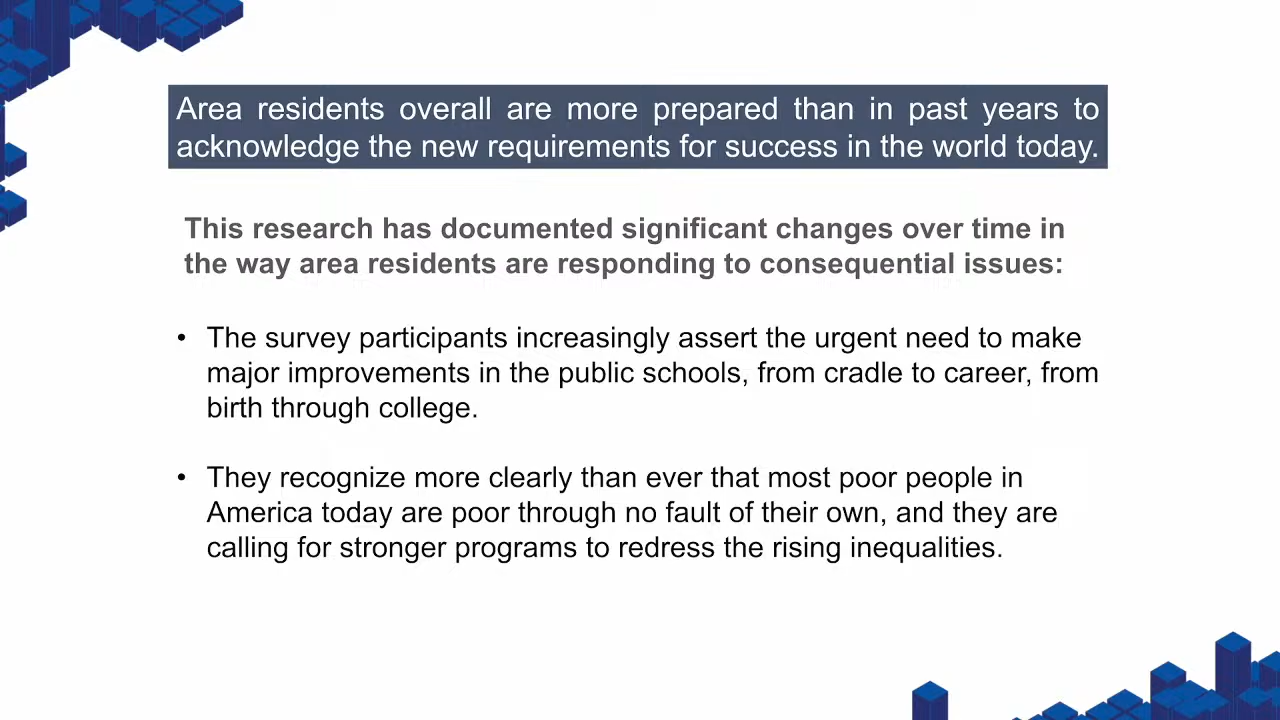 Area residents overall are more prepared than in past years to
acknowledge the new requirements for success in the world today.
This research has documented significant changes over time in
the way area residents are responding to consequential issues:
• The survey participants increasingly assert the urgent need to make
major improvements in the public schools, from cradle to career, from
birth through college.
• They recognize more clearly than ever that most poor people in
America today are poor through no fault of their own, and they are
calling for stronger programs to redress the rising inequalities.